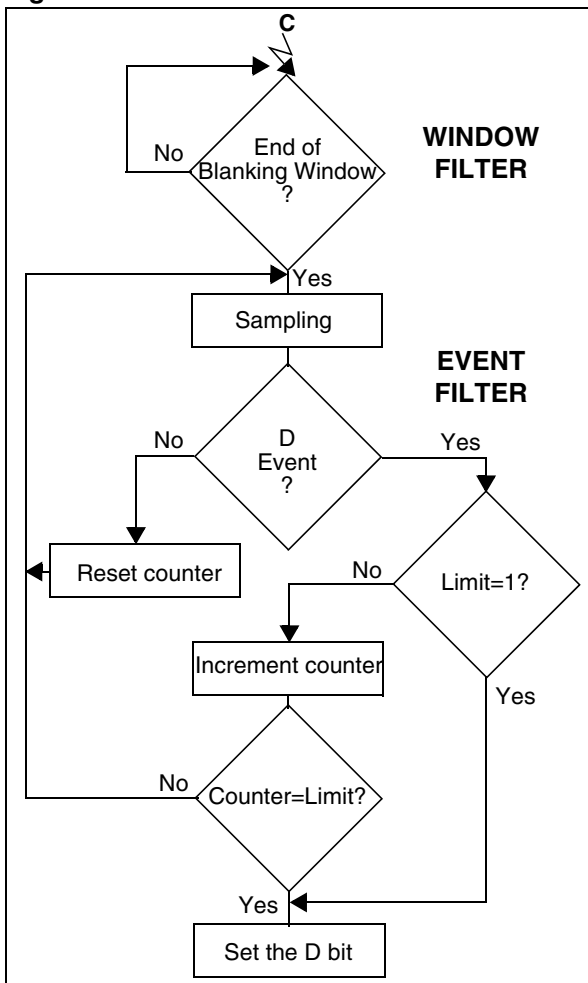 C
End of
Blanking Window
?
No
WINDOW
FILTER
Yes
Sampling
EVENT
FILTER
No
D
Event
?
Yes
Reset counter
No
Limit=1?
Increment counter
Yes
No
Counter=Limit?
Yes
Set the D bit